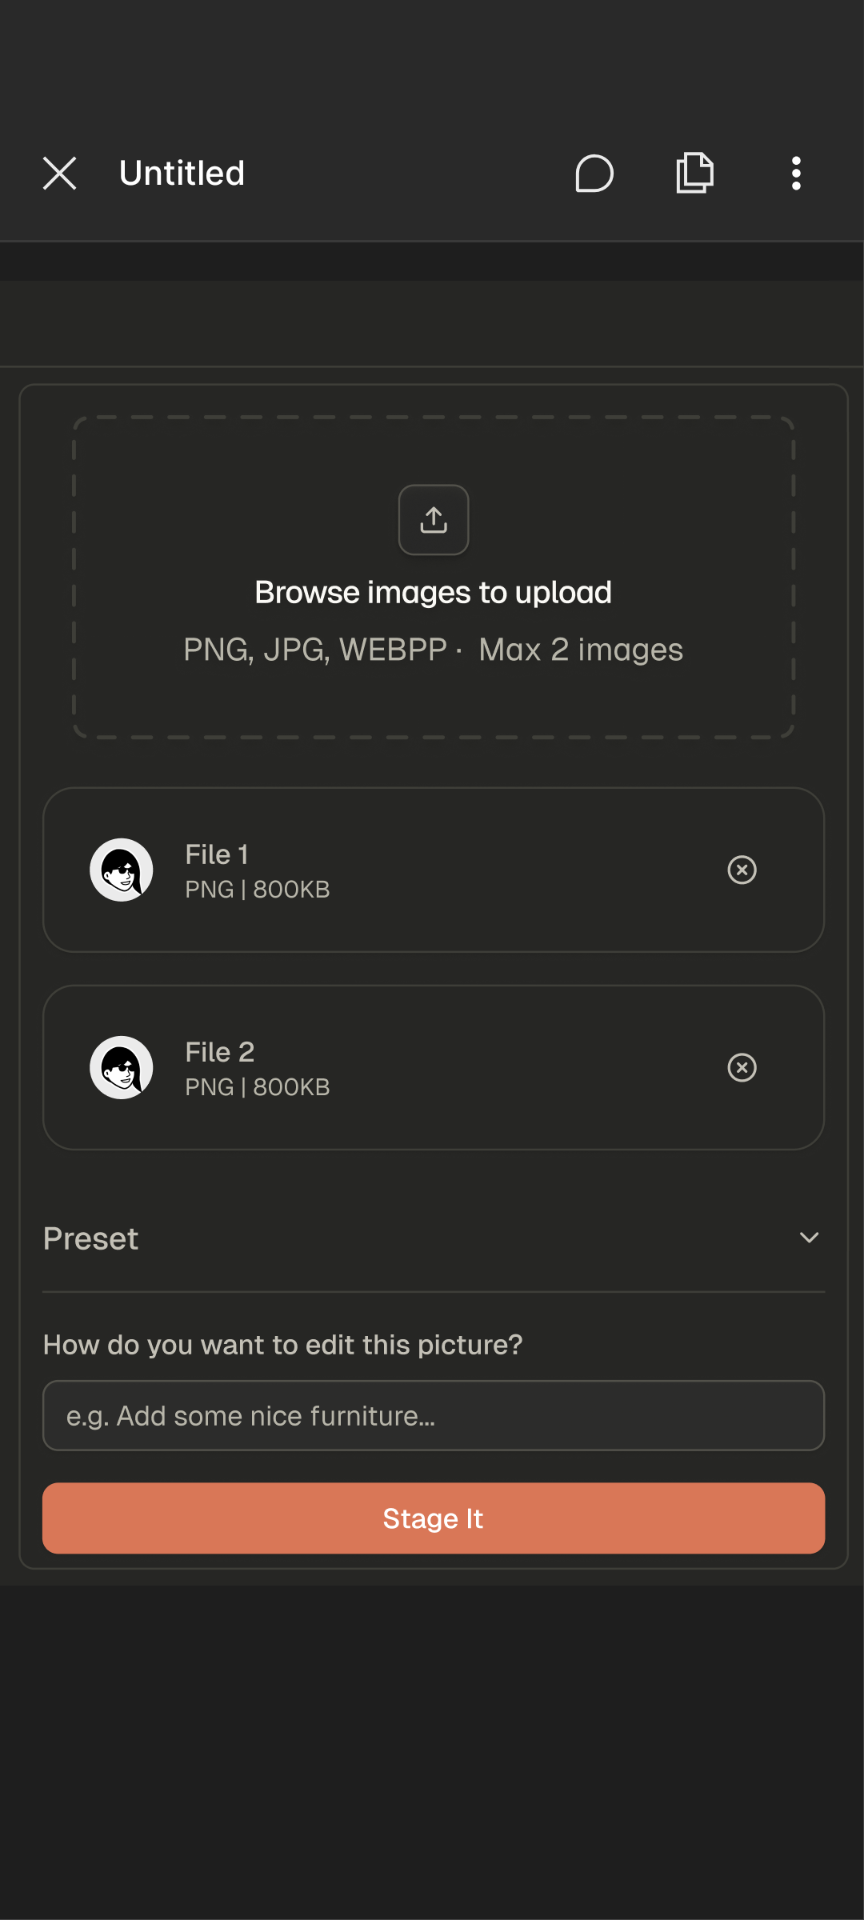 Untitled
Browse images to upload
PNG, JPG, WEBPP · Max 2 images
File 1
PNG | 800KB
File 2
PNG | 800KB
Preset
How do you want to edit this picture?
e.g. Add some nice furniture...
Stage It